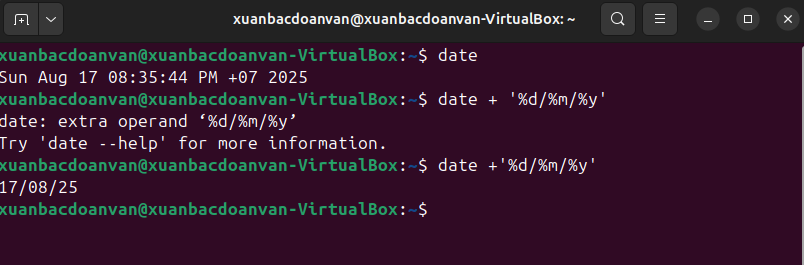 xuanbacdoanvan@xuanbacdoanvan-VirtualBox: ~
xuanbacdoanvan@xuanbacdoanvan-VirtualBox:~$ date
Sun Aug 17 08:35:44 PM +07 2025
xuanbacdoanvan@xuanbacdoanvan-VirtualBox:~$ date + '%d/%m/%y'
date: extra operand ‘%d/%m/%y’
Try 'date --help' for more information.
xuanbacdoanvan@xuanbacdoanvan-VirtualBox:~$ date +'%d/%m/%y'
17/08/25
xuanbacdoanvan@xuanbacdoanvan-VirtualBox:~$